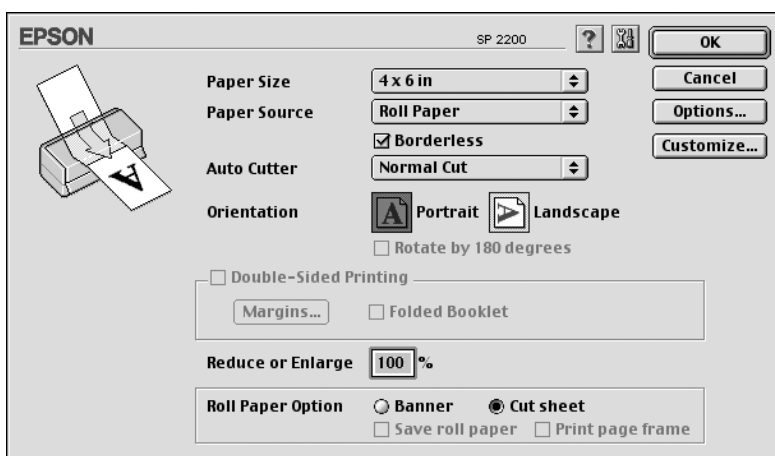 EPSON SP 2200 ? OK
Paper Size 4 x 6 in Cancel
Paper Source Roll Paper Options...
Borderless Customize...
Auto Cutter Normal Cut
Orientation A Portrait A Landscape
Rotate by 180 degrees
Double-Sided Printing
Margins... Folded Booklet
Reduce or Enlarge 100 %
Roll Paper Option Banner Cut sheet
Save roll paper Print page frame
A